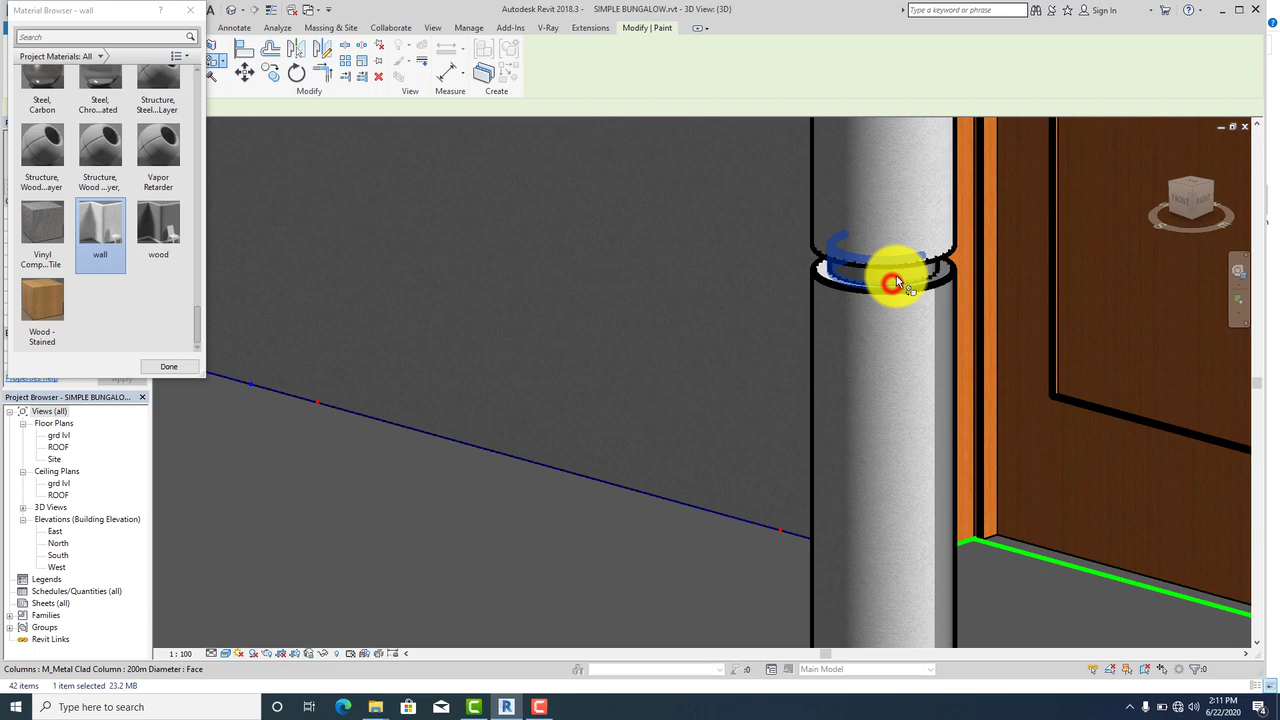 Material Browser - wall
Autodesk Revit 2018.3 - SIMPLE BUNGALOW.rvt - 3D View: {3D}
Type a keyword or phrase
Sign In
Search
Annotate Analyze Massing & Site Collaborate View Manage Add-Ins V-Ray Extensions Modify | Paint
Project Materials: All
Modify View Measure Create
Steel, Carbon
Steel, Chro...ated
Structure, Steel...Layer
Structure, Wood...ayer
Structure, Wood ...yer,
Vapor Retarder
Vinyl Comp...Tile
wall
wood
Wood - Stained
Done
Properties help Apply
FRONT
Project Browser - SIMPLE BUNGALO...
Views (all)
Floor Plans
grd lvl
ROOF
Site
Ceiling Plans
grd lvl
ROOF
3D Views
Elevations (Building Elevation)
East
North
South
West
Legends
Schedules/Quantities (all)
Sheets (all)
Families
Groups
Revit Links
1 : 100
Columns : M_Metal Clad Column : 200m Diameter : Face
:0
Main Model
:0
42 items 1 item selected 23.2 MB
Type here to search
2:11 PM
6/22/2020